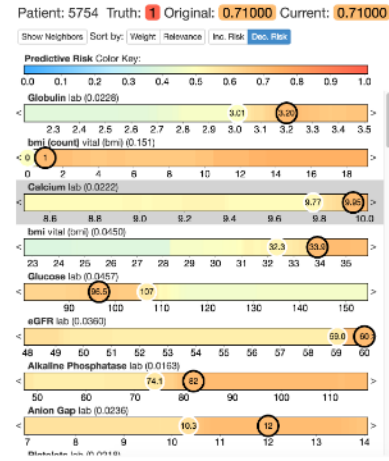 Patient: 5754 Truth: 1 Original: 0.71000 Current: 0.71000
Show Neighbors Sort by: Weight Relevance Inc. Risk Dec. Risk
Predictive Risk Color Key:
0.0 0.1 0.2 0.3 0.4 0.5 0.6 0.7 0.8 0.9 1.0
Globulin lab (0.0228)
< 3.01 3.20 >
2.3 2.4 2.5 2.6 2.7 2.8 2.9 3.0 3.1 3.2 3.3 3.4 3.5
bmi (count) vital (bmi) (0.151)
< 0 1 >
0 2 4 6 8 10 12 14 16 18
Calcium lab (0.0222)
< 9.77 9.95 >
8.6 8.8 9.0 9.2 9.4 9.6 9.8 10.0
bmi vital (bmi) (0.0450)
< 32.3 33.9 >
23 24 25 26 27 28 29 30 31 32 33 34 35
Glucose lab (0.0457)
< 96.5 107 >
90 100 110 120 130 140 150
eGFR lab (0.0360)
< 59.0 60. >
48 49 50 51 52 53 54 55 56 57 58 59 60
Alkaline Phosphatase lab (0.0163)
< 74.1 82 >
50 60 70 80 90 100 110
Anion Gap lab (0.0236)
< 10.3 12 >
7 8 9 10 11 12 13 14
Platelets lab (0.0218)